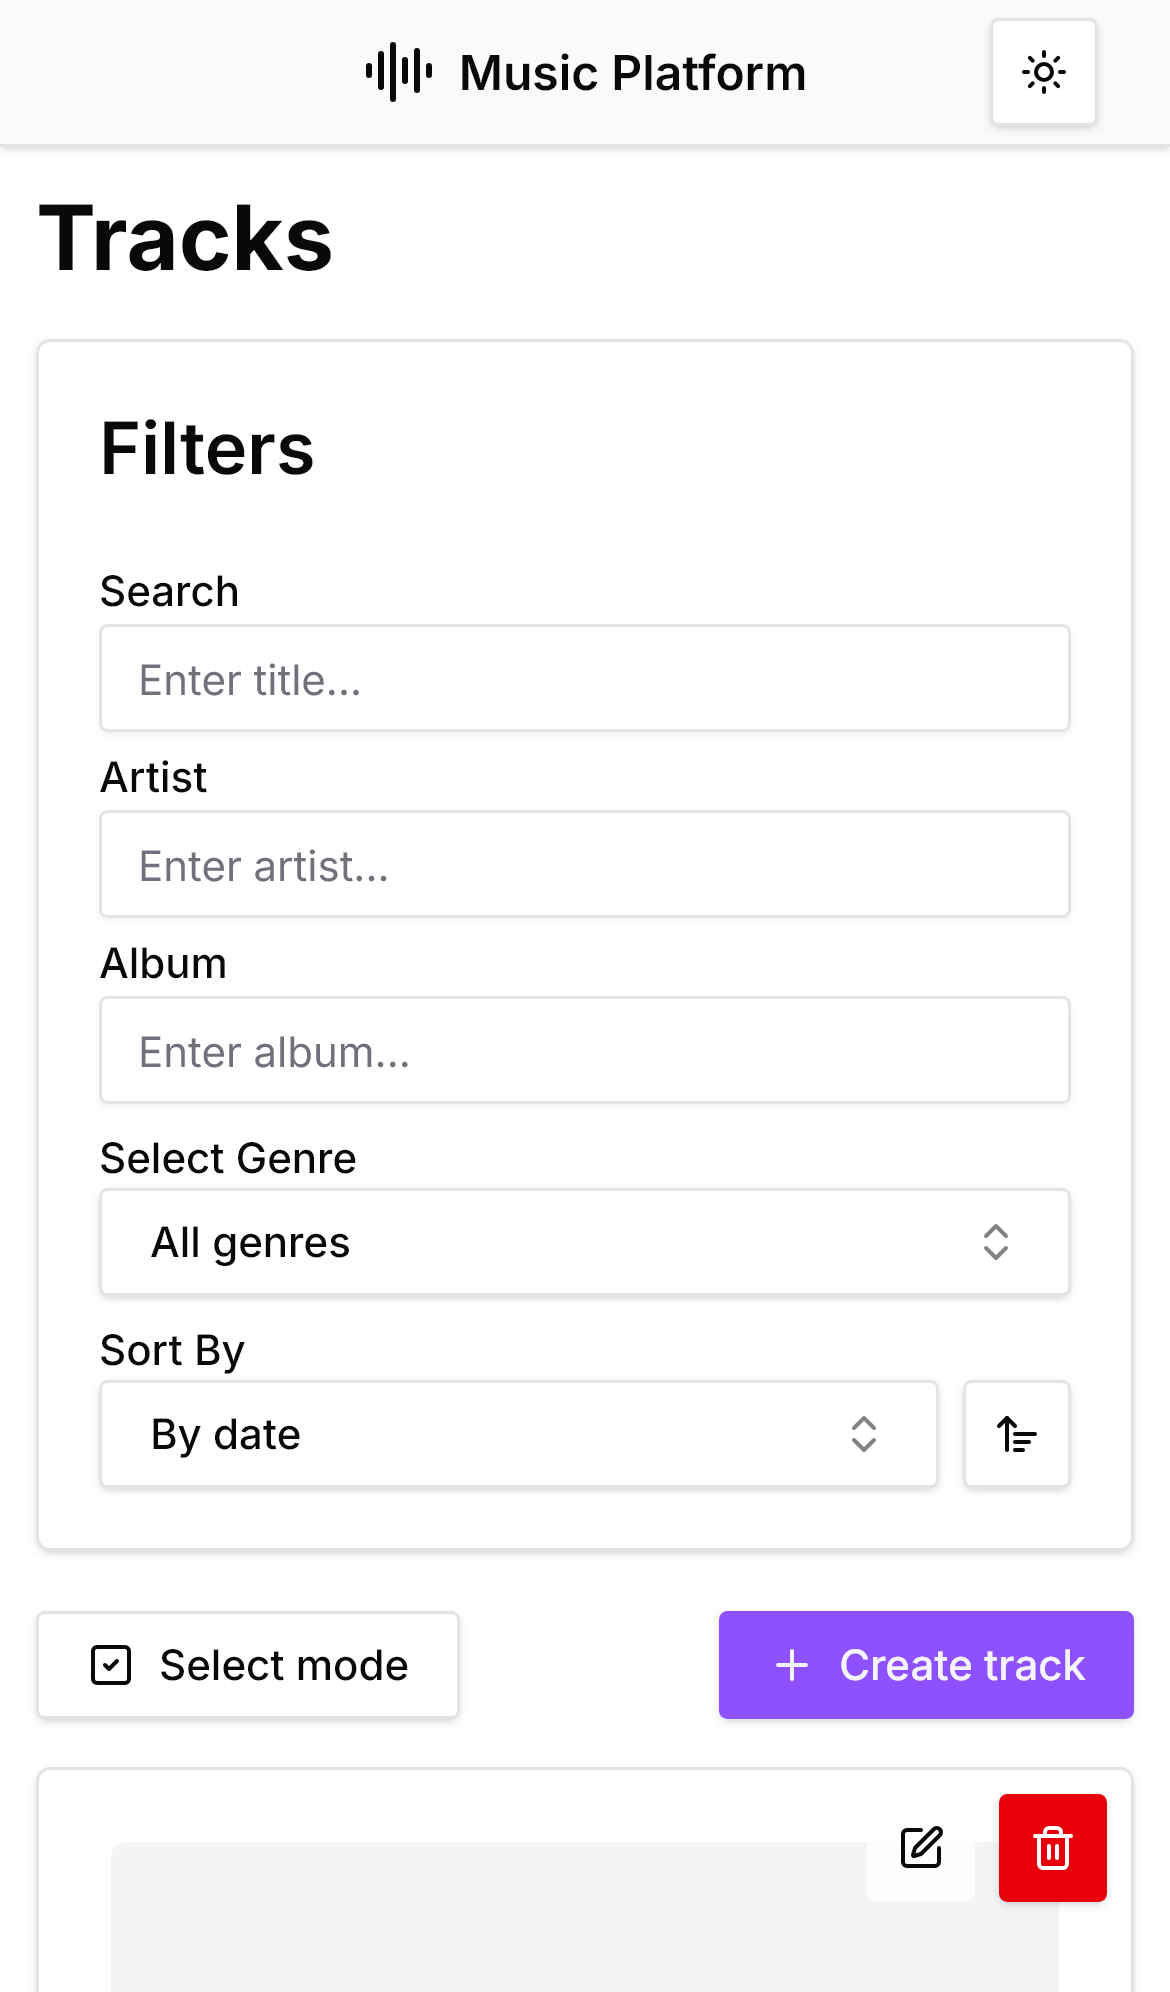 Music Platform
Tracks
Filters
Search
Enter title...
Artist
Enter artist...
Album
Enter album...
Select Genre
All genres
Sort By
By date
Select mode
Create track